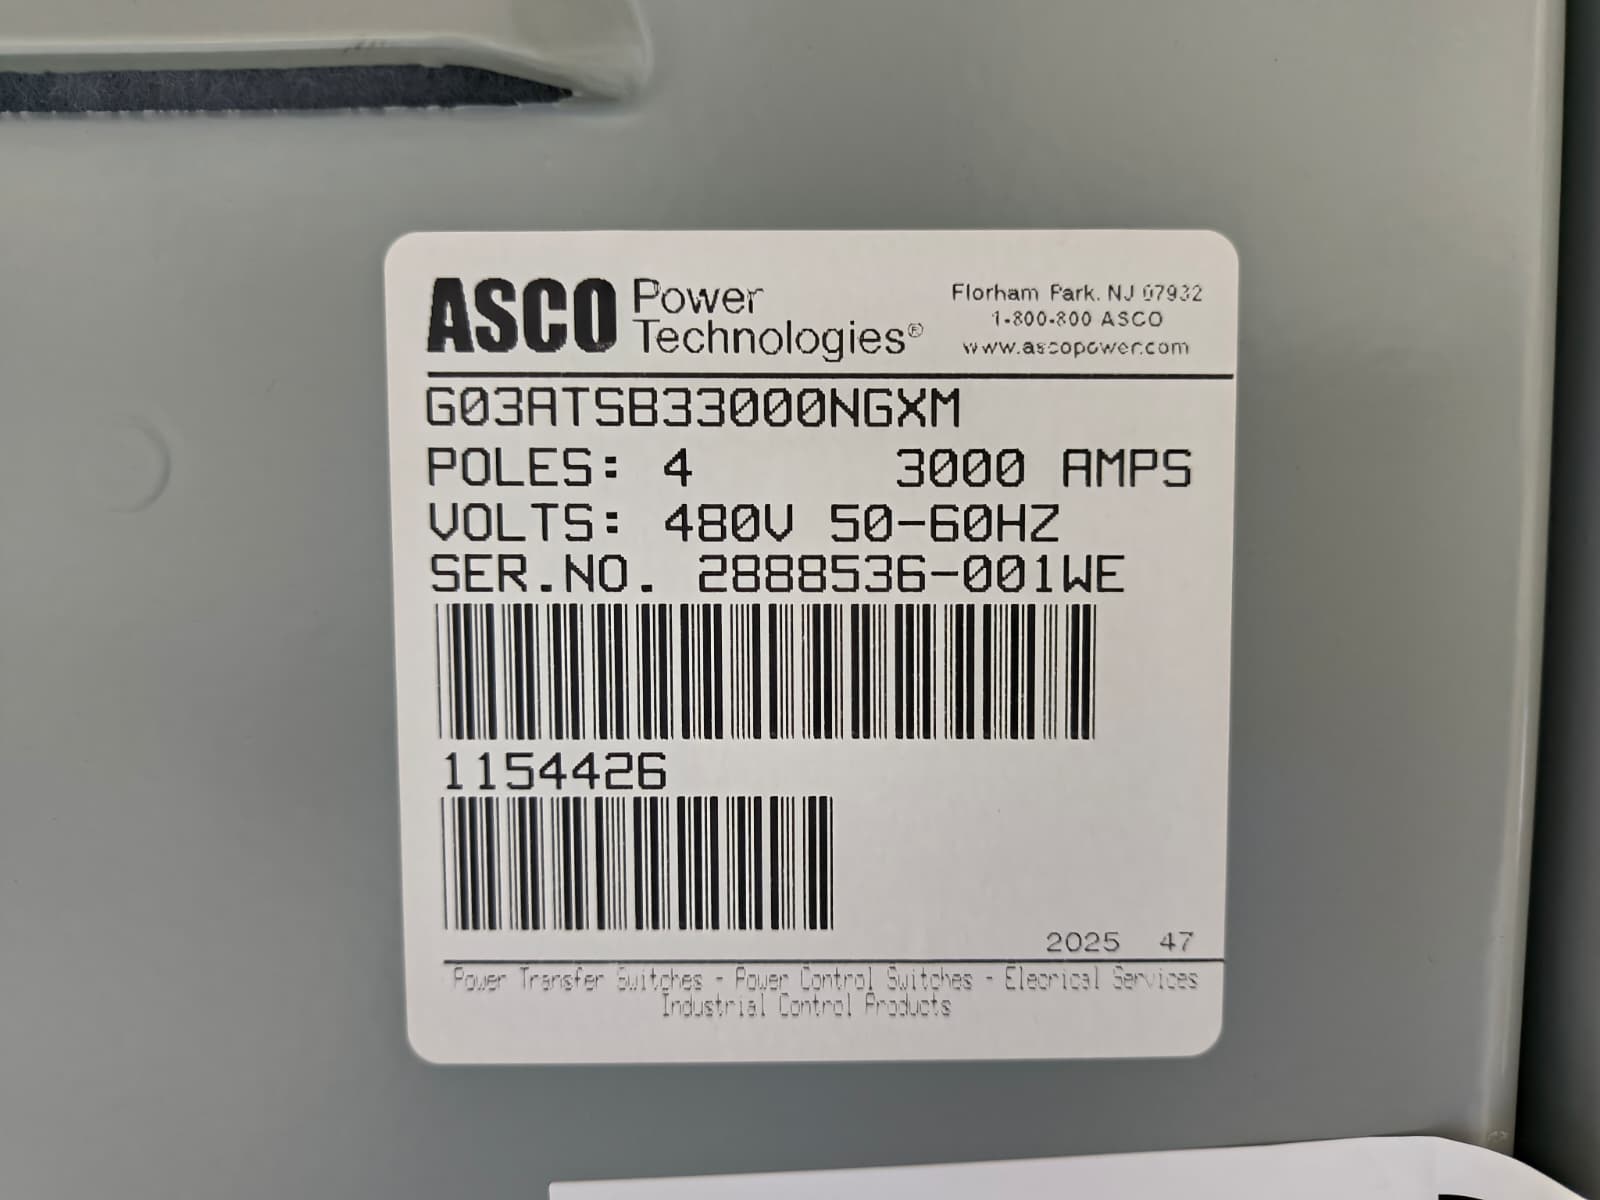 ASCO Power Technologies®
Florham Park, NJ 07932
1-800-800 ASCO
www.ascopower.com
G03ATSB33000NGXM
POLES: 4 3000 AMPS
VOLTS: 480V 50-60HZ
SER.NO. 2888536-001WE
1154426
2025 47
Power Transfer Switches - Power Control Switches - Elecrical Services
Industrial Control Products